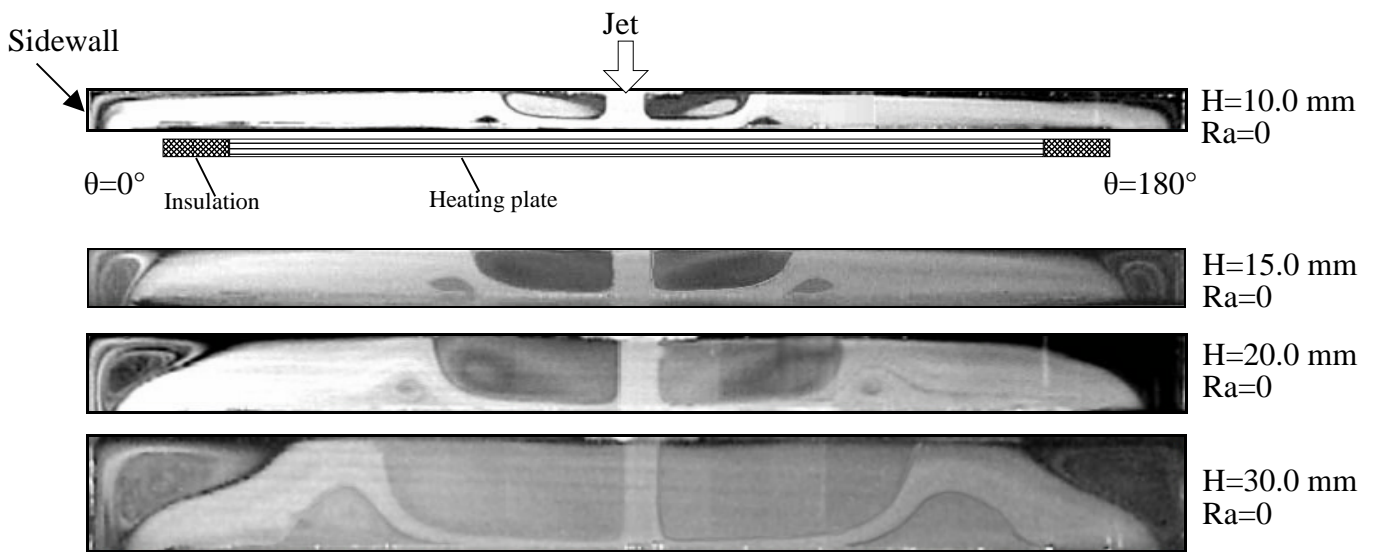 Jet
Sidewall
H=10.0 mm
Ra=0
θ=0°
Insulation
Heating plate
θ=180°
H=15.0 mm
Ra=0
H=20.0 mm
Ra=0
H=30.0 mm
Ra=0